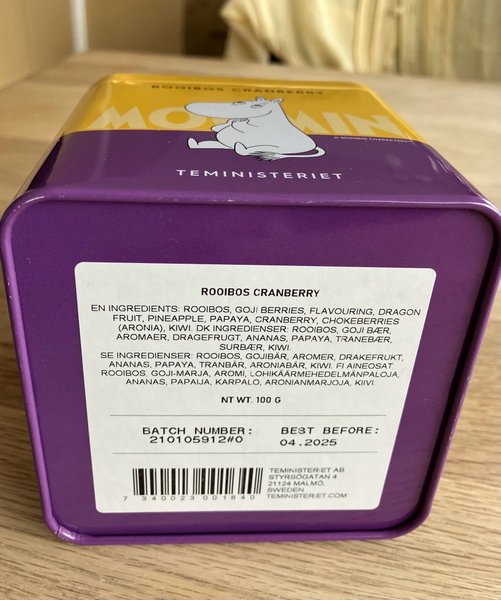 ROOIBOS CRANBERRY
MOOMIN
© MOOMIN CHARACTERS
TEMINISTERIET
ROOIBOS CRANBERRY
EN INGREDIENTS: ROOIBOS, GOJI BERRIES, FLAVOURING, DRAGON
FRUIT, PINEAPPLE, PAPAYA, CRANBERRY, CHOKEBERRIES
(ARONIA), KIWI. DK INGREDIENSER: ROOIBOS, GOJI BÆR,
AROMAER, DRAGEFRUGT, ANANAS, PAPAYA, TRANEBÆR,
SURBÆR, KIWI.
SE INGREDIENSER: ROOIBOS, GOJIBÄR, AROMER, DRAKEFRUKT,
ANANAS, PAPAYA, TRANBÄR, ARONIABÄR, KIWI. FI AINEOSAT:
ROOIBOS, GOJI-MARJA, AROMI, LOHIKÄÄRMEHEDELMÄNPALOJA,
ANANAS, PAPAIJA, KARPALO, ARONIANMARJOJA, KIIVI.
NT WT. 100 G
BATCH NUMBER: BEST BEFORE:
210105912#0 04.2025
TEMINISTERIET AB
STYRSÖGATAN 4
21124 MALMÖ,
SWEDEN
TEMINISTERIET.COM
7 340023 001640